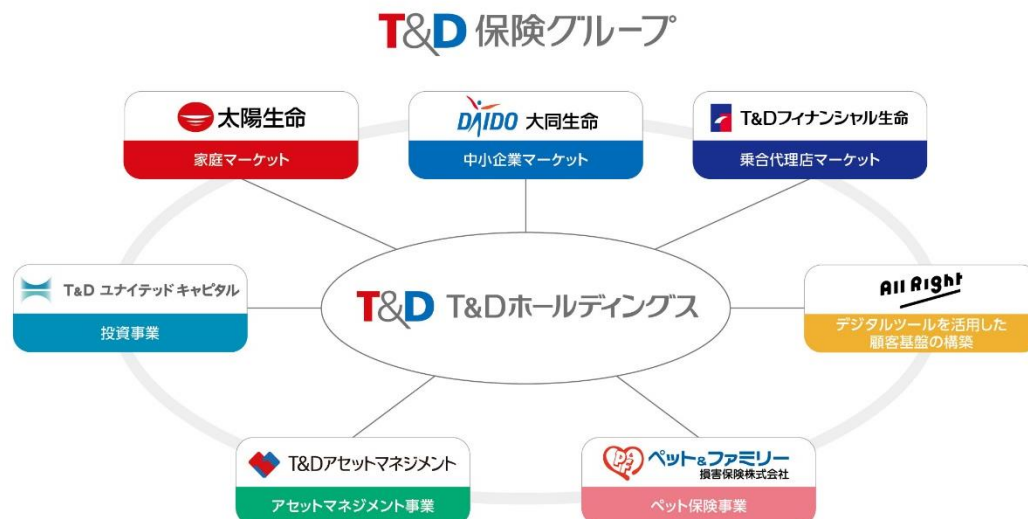 T&D 保険グループ
太陽生命
家庭マーケット
DAIDO 大同生命
中小企業マーケット
T&Dフィナンシャル生命
乗合代理店マーケット
T&D ユナイテッド キャピタル
投資事業
T&D T&Dホールディングス
All Right
デジタルツールを活用した
顧客基盤の構築
T&Dアセットマネジメント
アセットマネジメント事業
PAF ペット&ファミリー
損害保険株式会社
ペット保険事業